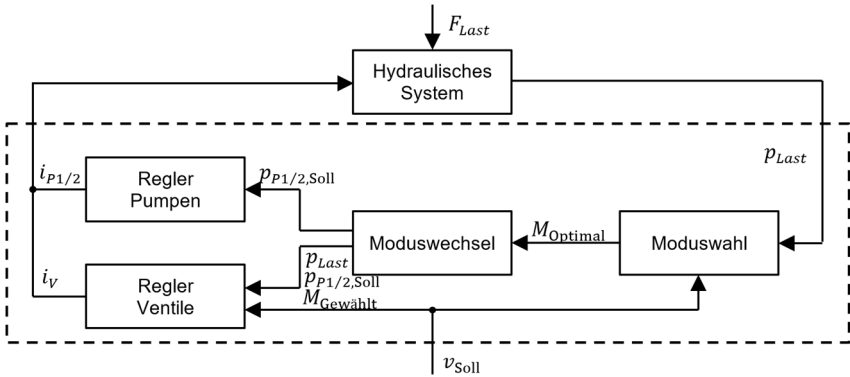 F_Last
Hydraulisches
System
p_Last
i_P1/2
Regler
Pumpen
p_P1/2,Soll
Moduswechsel
M_Optimal
Moduswahl
i_V
Regler
Ventile
p_Last
p_P1/2,Soll
M_Gewählt
v_Soll